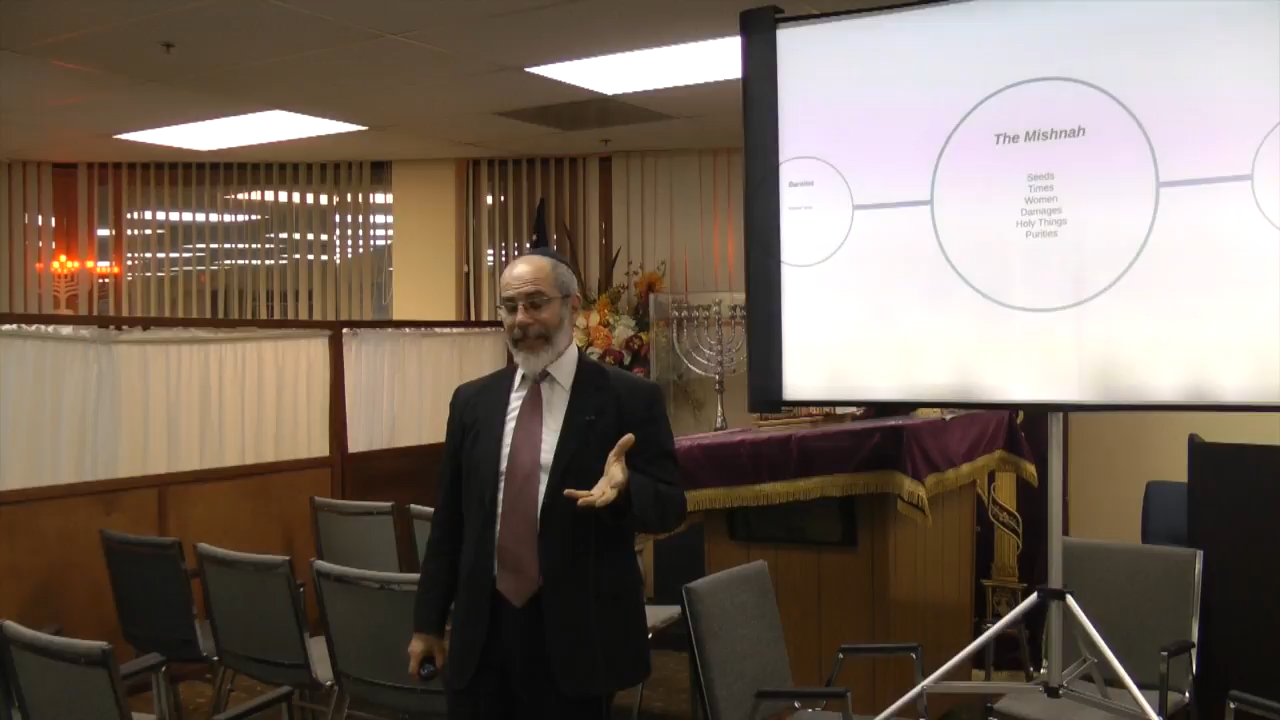 The Mishnah
Seeds
Times
Women
Damages
Holy Things
Purities